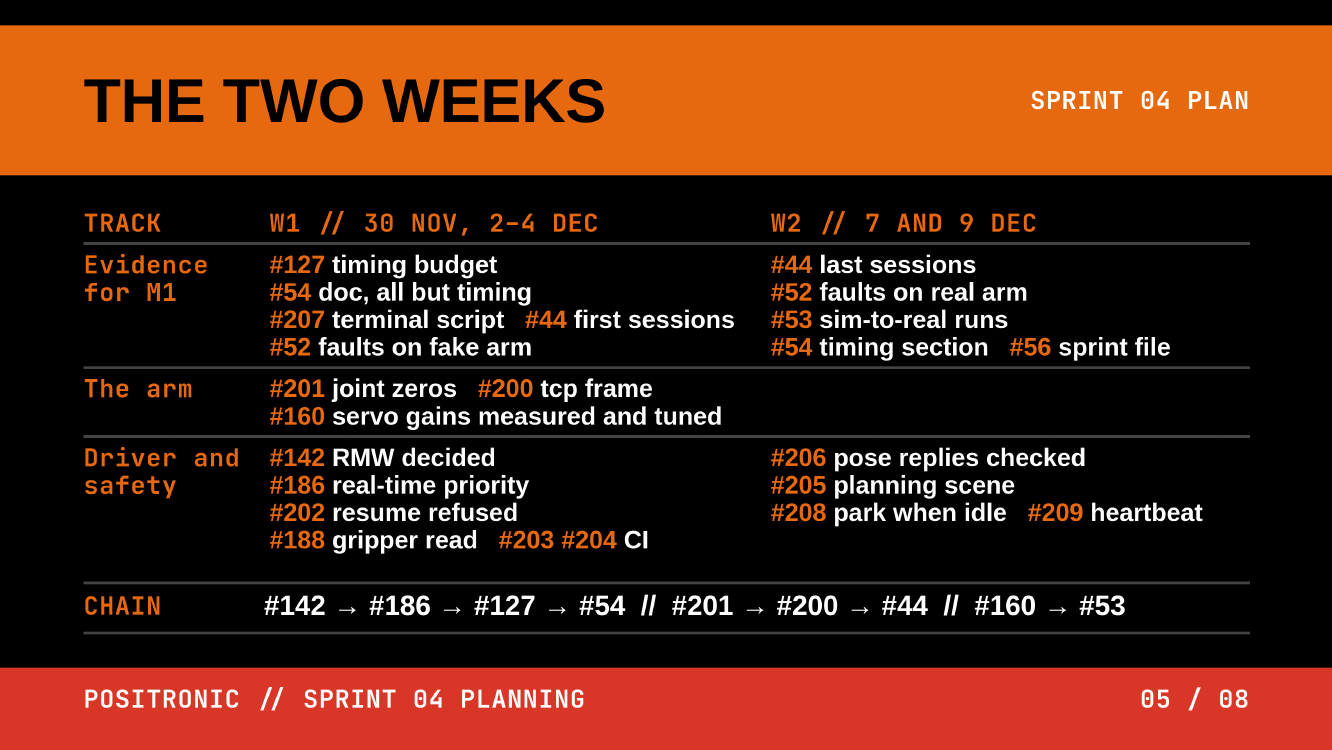 THE TWO WEEKS
SPRINT 04 PLAN
TRACK W1 // 30 NOV, 2–4 DEC W2 // 7 AND 9 DEC
Evidence #127 timing budget #44 last sessions
for M1 #54 doc, all but timing #52 faults on real arm
#207 terminal script #44 first sessions #53 sim-to-real runs
#52 faults on fake arm #54 timing section #56 sprint file
The arm #201 joint zeros #200 tcp frame
#160 servo gains measured and tuned
Driver and #142 RMW decided #206 pose replies checked
safety #186 real-time priority #205 planning scene
#202 resume refused #208 park when idle #209 heartbeat
#188 gripper read #203 #204 CI
CHAIN #142 → #186 → #127 → #54 // #201 → #200 → #44 // #160 → #53
POSITRONIC // SPRINT 04 PLANNING 05 / 08